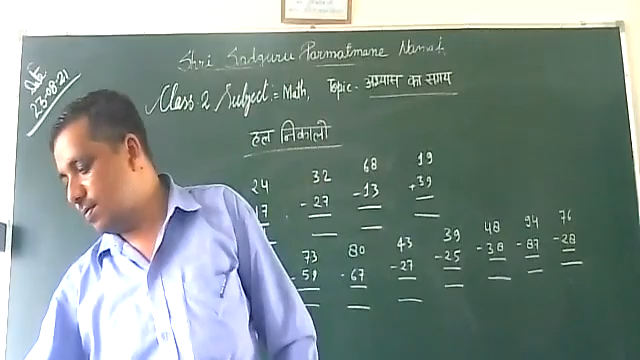 Shri Sadguru Parmatmane Namah
Date
23-08-21
Class-2 Subject:- Math, Topic- अभ्यास का समय
हल निकालो
24 32 68 19
17 -27 -13 +39
73 80 43 39 48 94 76
-59 -67 -27 -25 -38 -87 -28